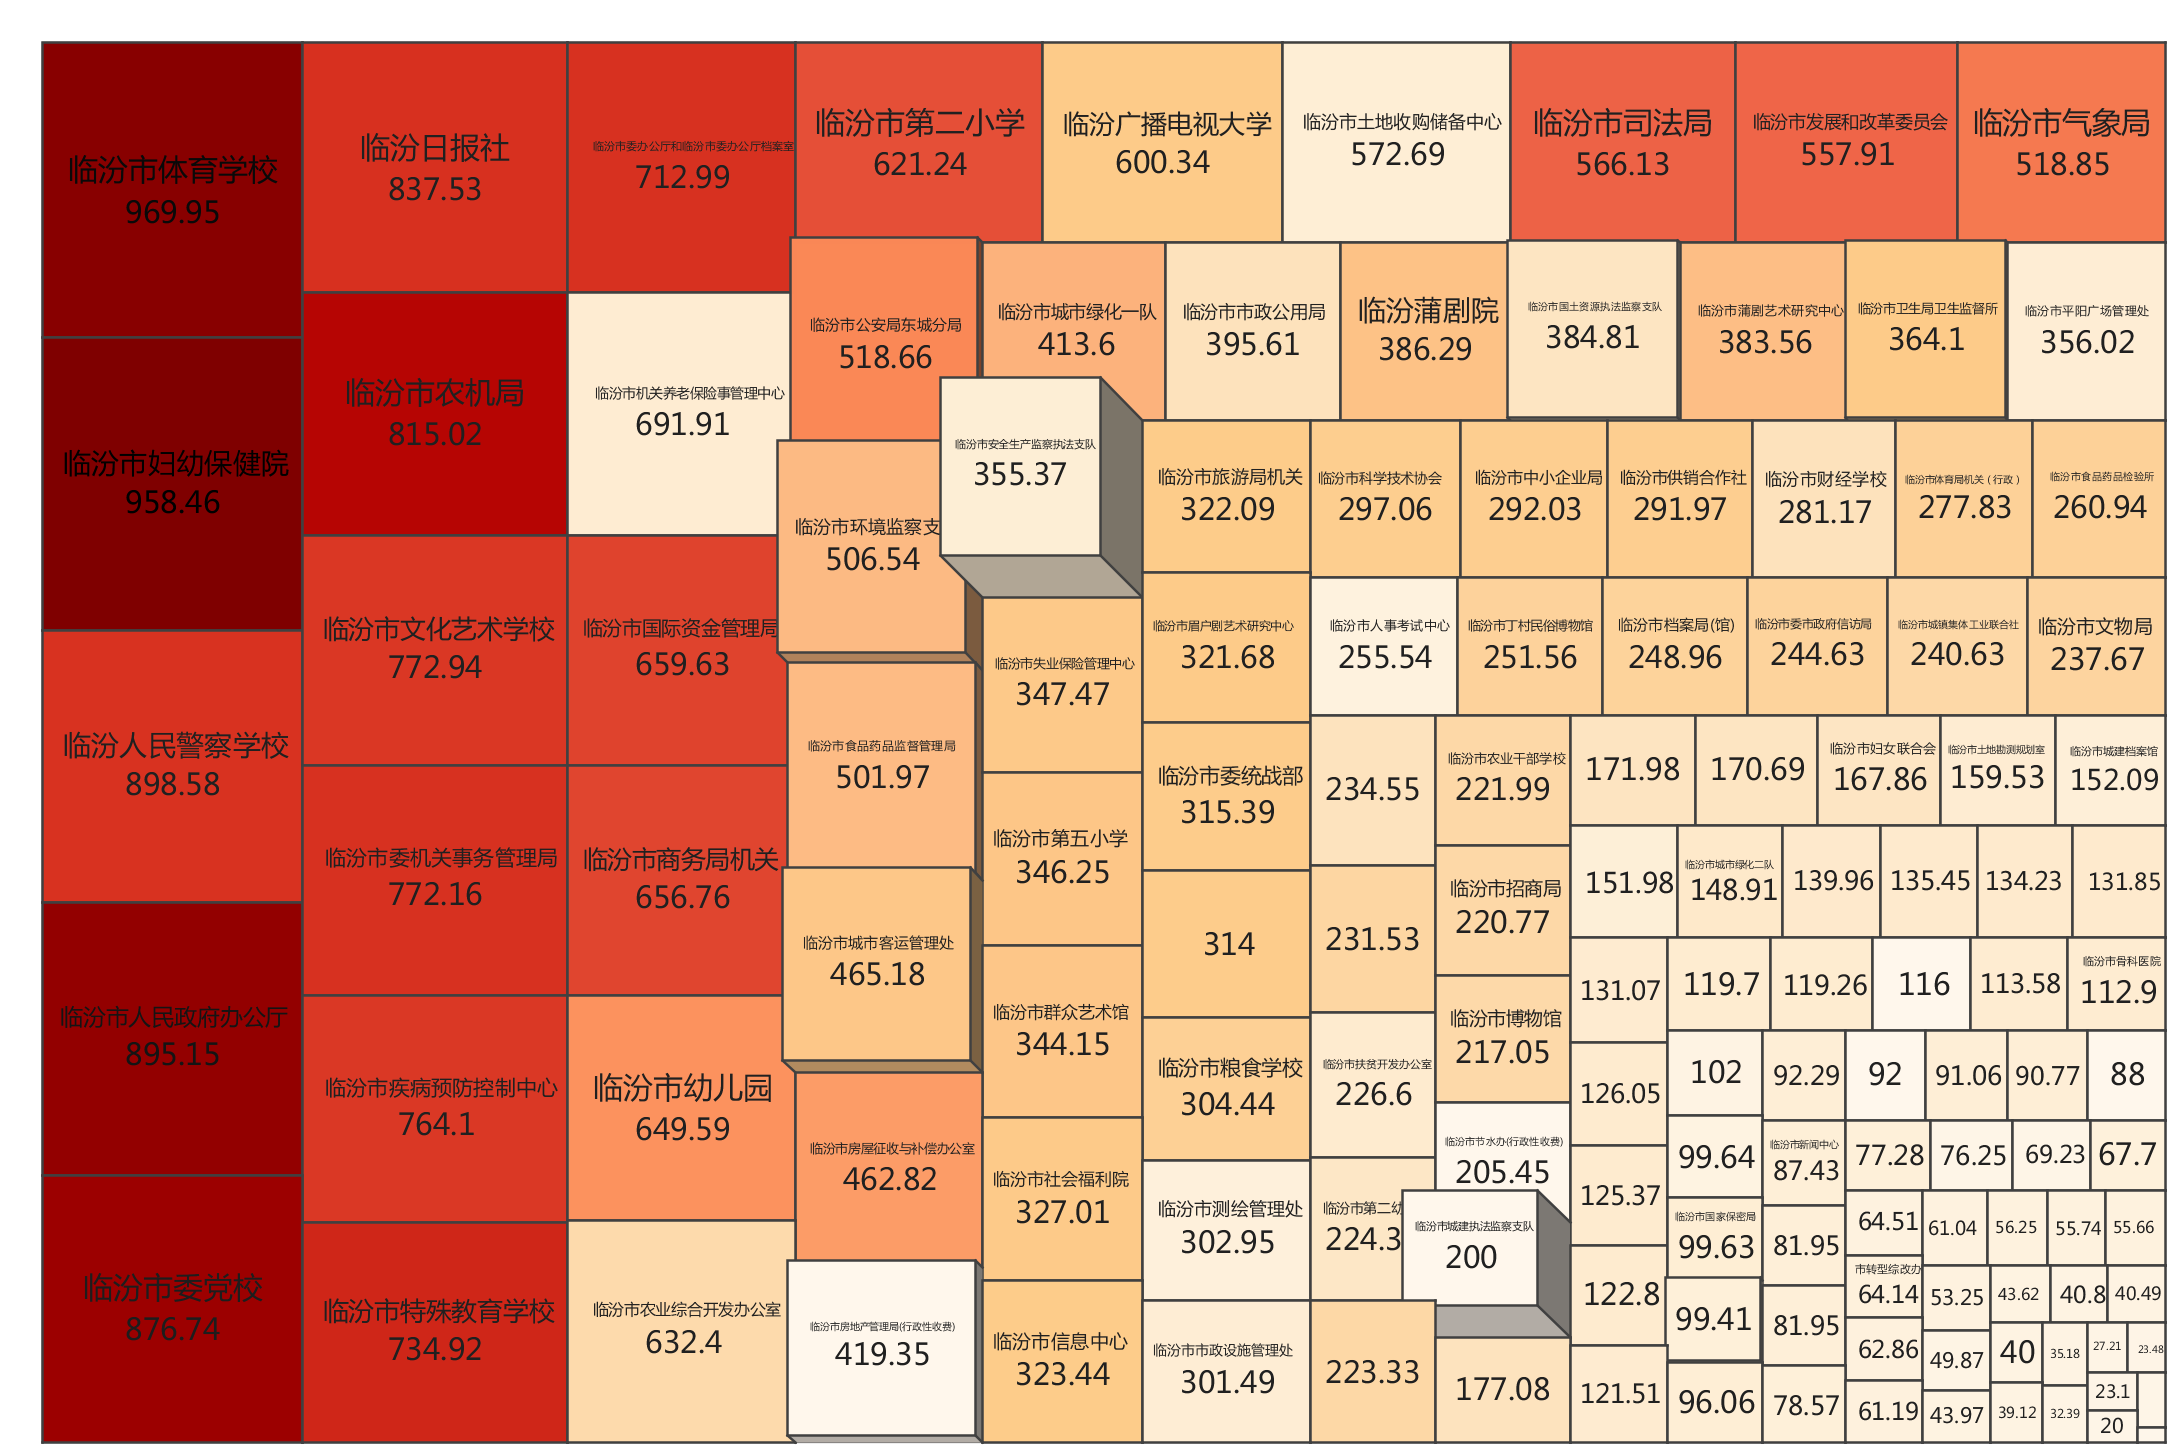 临汾市体育学校
969.95
临汾市妇幼保健院
958.46
临汾人民警察学校
898.58
临汾市人民政府办公厅
895.15
临汾市委党校
876.74
临汾日报社
837.53
临汾市农机局
815.02
临汾市文化艺术学校
772.94
临汾市委机关事务管理局
772.16
临汾市疾病预防控制中心
764.1
临汾市特殊教育学校
734.92
临汾市委办公厅和临汾市委办公厅档案室
712.99
临汾市机关养老保险事管理中心
691.91
临汾市国际资金管理局
659.63
临汾市商务局机关
656.76
临汾市幼儿园
649.59
临汾市农业综合开发办公室
632.4
临汾市第二小学
621.24
临汾广播电视大学
600.34
临汾市土地收购储备中心
572.69
临汾市司法局
566.13
临汾市发展和改革委员会
557.91
临汾市气象局
518.85
临汾市公安局东城分局
518.66
临汾市环境监察支
506.54
临汾市食品药品监督管理局
501.97
临汾市城市客运管理处
465.18
临汾市房屋征收与补偿办公室
462.82
临汾市房地产管理局(行政性收费)
419.35
临汾市城市绿化一队
413.6
临汾市市政公用局
395.61
临汾蒲剧院
386.29
临汾市国土资源执法监察支队
384.81
临汾市蒲剧艺术研究中心
383.56
临汾市卫生局卫生监督所
364.1
临汾市平阳广场管理处
356.02
临汾市安全生产监察执法支队
355.37
临汾市失业保险管理中心
347.47
临汾市第五小学
346.25
临汾市群众艺术馆
344.15
临汾市社会福利院
327.01
临汾市信息中心
323.44
临汾市旅游局机关
322.09
临汾市眉户剧艺术研究中心
321.68
临汾市委统战部
315.39
314
临汾市粮食学校
304.44
临汾市测绘管理处
302.95
临汾市市政设施管理处
301.49
临汾市科学技术协会
297.06
临汾市中小企业局
292.03
临汾市供销合作社
291.97
临汾市财经学校
281.17
临汾市体育局机关（行政）
277.83
临汾市食品药品检验所
260.94
临汾市人事考试中心
255.54
临汾市丁村民俗博物馆
251.56
临汾市档案局(馆)
248.96
临汾市委市政府信访局
244.63
临汾市城镇集体工业联合社
240.63
临汾市文物局
237.67
234.55
231.53
临汾市扶贫开发办公室
226.6
临汾市第二幼
224.3
223.33
临汾市农业干部学校
221.99
临汾市招商局
220.77
临汾市博物馆
217.05
临汾市节水办(行政性收费)
205.45
临汾市城建执法监察支队
200
177.08
171.98
170.69
临汾市妇女联合会
167.86
临汾市土地勘测规划室
159.53
临汾市城建档案馆
152.09
151.98
临汾市城市绿化二队
148.91
139.96
135.45
134.23
131.85
131.07
126.05
125.37
122.8
121.51
119.7
119.26
116
113.58
临汾市骨科医院
112.9
102
99.64
临汾市国家保密局
99.63
99.41
96.06
92.29
92
91.06
90.77
88
临汾市新闻中心
87.43
81.95
81.95
78.57
77.28
76.25
69.23
67.7
64.51
市转型综改办
64.14
62.86
61.19
61.04
56.25
55.74
55.66
53.25
49.87
43.97
43.62
40.8
40.49
40
39.12
35.18
32.39
27.21
23.48
23.1
20